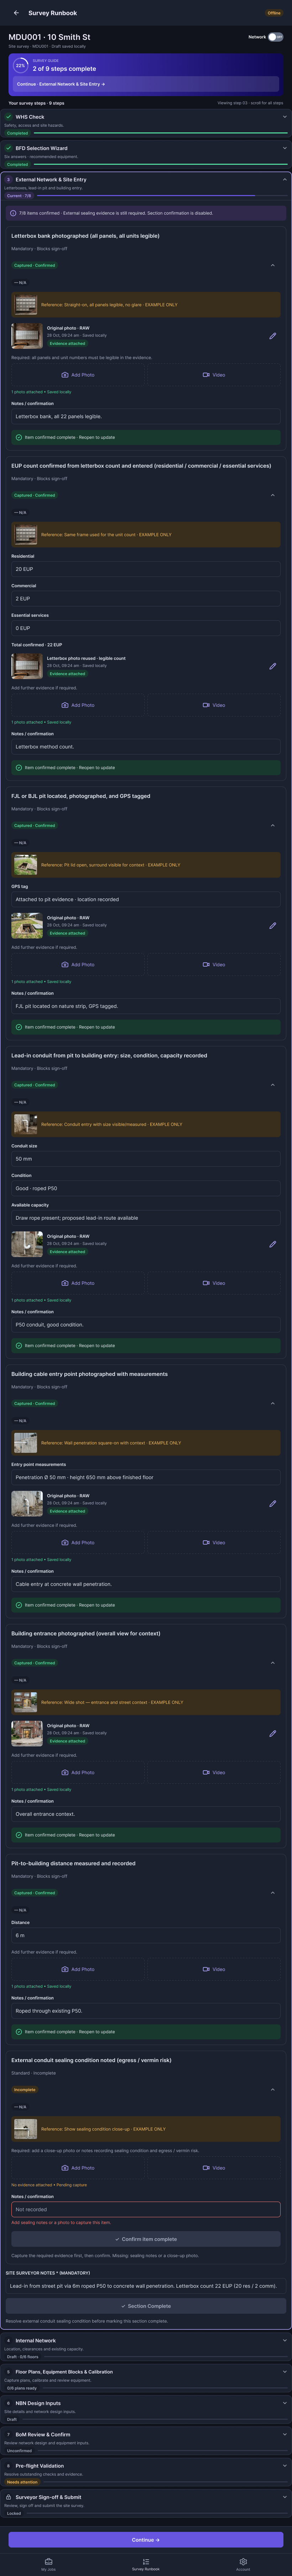 Survey Runbook
Offline
MDU001 · 10 Smith St
Site survey · MDU001 · Draft saved locally
Network
22%
SURVEY GUIDE
2 of 9 steps complete
Continue · External Network & Site Entry →
Your survey steps · 9 steps
Viewing step 03 · scroll for all steps
WHS Check
Safety, access and site hazards.
Completed
BFD Selection Wizard
Six answers · recommended equipment.
Completed
3 External Network & Site Entry
Letterboxes, lead-in pit and building entry.
Current · 7/8
7/8 items confirmed · External sealing evidence is still required. Section confirmation is disabled.
Letterbox bank photographed (all panels, all units legible)
Mandatory · Blocks sign-off
Captured · Confirmed
— N/A
Reference: Straight-on, all panels legible, no glare · EXAMPLE ONLY
Original photo · RAW
28 Oct, 09:24 am · Saved locally
Evidence attached
Required: all panels and unit numbers must be legible in the evidence.
Add Photo
Video
1 photo attached • Saved locally
Notes / confirmation
Letterbox bank, all 22 panels legible.
Item confirmed complete · Reopen to update
EUP count confirmed from letterbox count and entered (residential / commercial / essential services)
Mandatory · Blocks sign-off
Captured · Confirmed
— N/A
Reference: Same frame used for the unit count · EXAMPLE ONLY
Residential
20 EUP
Commercial
2 EUP
Essential services
0 EUP
Total confirmed · 22 EUP
Letterbox photo reused · legible count
28 Oct, 09:24 am · Saved locally
Evidence attached
Add further evidence if required.
Add Photo
Video
1 photo attached • Saved locally
Notes / confirmation
Letterbox method count.
Item confirmed complete · Reopen to update
FJL or BJL pit located, photographed, and GPS tagged
Mandatory · Blocks sign-off
Captured · Confirmed
— N/A
Reference: Pit lid open, surround visible for context · EXAMPLE ONLY
GPS tag
Attached to pit evidence · location recorded
Original photo · RAW
28 Oct, 09:24 am · Saved locally
Evidence attached
Add further evidence if required.
Add Photo
Video
1 photo attached • Saved locally
Notes / confirmation
FJL pit located on nature strip, GPS tagged.
Item confirmed complete · Reopen to update
Lead-in conduit from pit to building entry: size, condition, capacity recorded
Mandatory · Blocks sign-off
Captured · Confirmed
— N/A
Reference: Conduit entry with size visible/measured · EXAMPLE ONLY
Conduit size
50 mm
Condition
Good · roped P50
Available capacity
Draw rope present; proposed lead-in route available
Original photo · RAW
28 Oct, 09:24 am · Saved locally
Evidence attached
Add further evidence if required.
Add Photo
Video
1 photo attached • Saved locally
Notes / confirmation
P50 conduit, good condition.
Item confirmed complete · Reopen to update
Building cable entry point photographed with measurements
Mandatory · Blocks sign-off
Captured · Confirmed
— N/A
Reference: Wall penetration square-on with context · EXAMPLE ONLY
Entry point measurements
Penetration Ø 50 mm · height 650 mm above finished floor
Original photo · RAW
28 Oct, 09:24 am · Saved locally
Evidence attached
Add further evidence if required.
Add Photo
Video
1 photo attached • Saved locally
Notes / confirmation
Cable entry at concrete wall penetration.
Item confirmed complete · Reopen to update
Building entrance photographed (overall view for context)
Mandatory · Blocks sign-off
Captured · Confirmed
— N/A
Reference: Wide shot — entrance and street context · EXAMPLE ONLY
Original photo · RAW
28 Oct, 09:24 am · Saved locally
Evidence attached
Add further evidence if required.
Add Photo
Video
1 photo attached • Saved locally
Notes / confirmation
Overall entrance context.
Item confirmed complete · Reopen to update
Pit-to-building distance measured and recorded
Mandatory · Blocks sign-off
Captured · Confirmed
— N/A
Distance
6 m
Add further evidence if required.
Add Photo
Video
1 photo attached • Saved locally
Notes / confirmation
Roped through existing P50.
Item confirmed complete · Reopen to update
External conduit sealing condition noted (egress / vermin risk)
Standard · Incomplete
Incomplete
— N/A
Reference: Show sealing condition close-up · EXAMPLE ONLY
Required: add a close-up photo or notes recording sealing condition and egress / vermin risk.
Add Photo
Video
No evidence attached • Pending capture
Notes / confirmation
Not recorded
Add sealing notes or a photo to capture this item.
✓ Confirm item complete
Capture the required evidence first, then confirm. Missing: sealing notes or a close-up photo.
SITE SURVEYOR NOTES * (MANDATORY)
Lead-in from street pit via 6m roped P50 to concrete wall penetration. Letterbox count 22 EUP (20 res / 2 comm).
✓ Section Complete
Resolve external conduit sealing condition before marking this section complete.
4 Internal Network
Location, clearances and existing capacity.
Draft · 6/8 floors
5 Floor Plans, Equipment Blocks & Calibration
Capture plans, calibrate and review equipment.
0/8 plans ready
6 NBN Design Inputs
Site details and network design inputs.
Draft
7 BoM Review & Confirm
Review network design and equipment inputs.
Unconfirmed
8 Pre-flight Validation
Resolve outstanding checks and evidence.
Needs attention
Surveyor Sign-off & Submit
Review, sign off and submit the site survey.
Locked
Continue →
My Jobs
Survey Runbook
Account